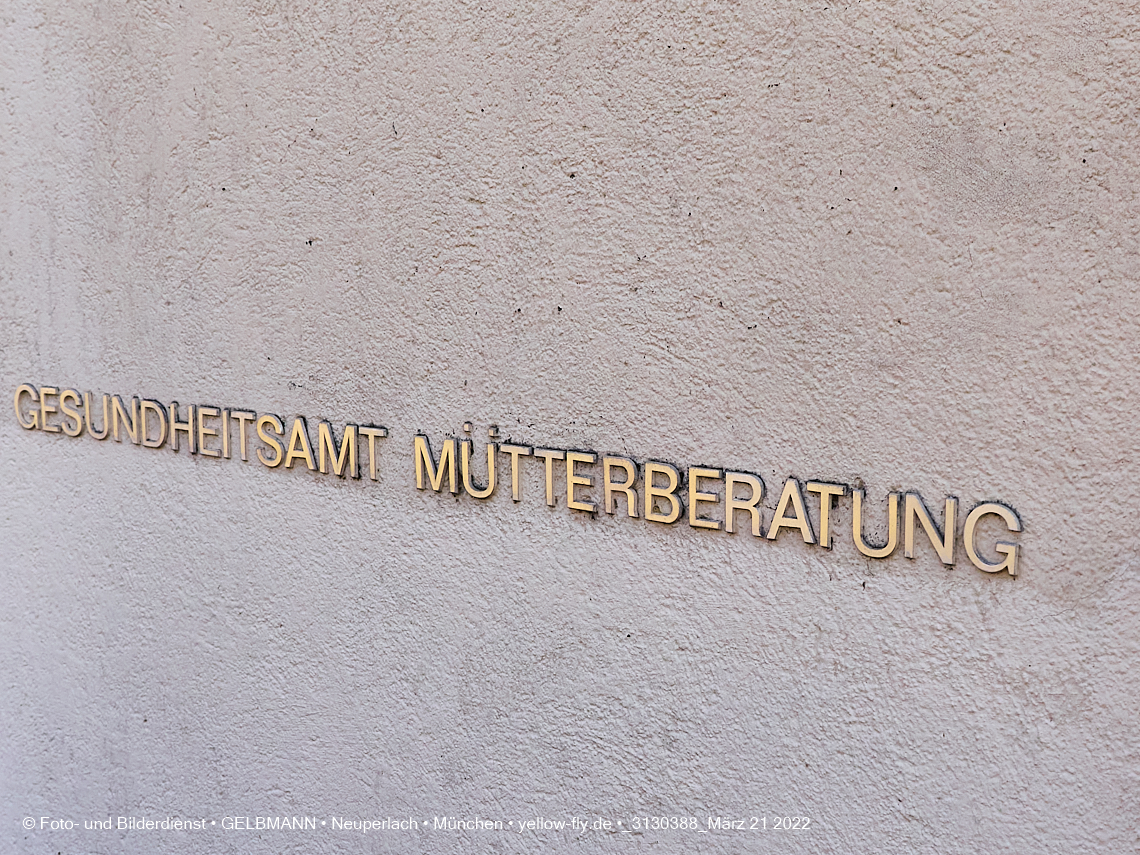 GESUNDHEITSAMT MÜTTERBERATUNG
© Foto- und Bilderdienst • GELBMANN • Neuperlach • München • yellow-fly.de •_3130388_März 21 2022